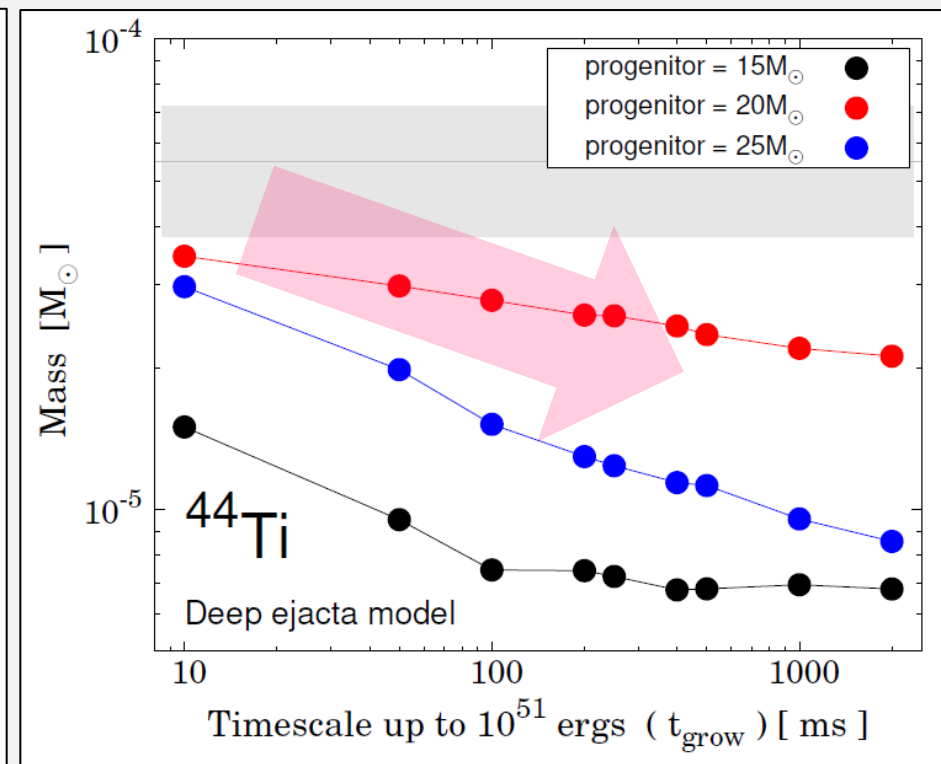 10^-4
progenitor = 15M☉
progenitor = 20M☉
progenitor = 25M☉
Mass [M☉]
10^-5
^44Ti
Deep ejacta model
10 100 1000
Timescale up to 10^51 ergs ( t_grow ) [ ms ]